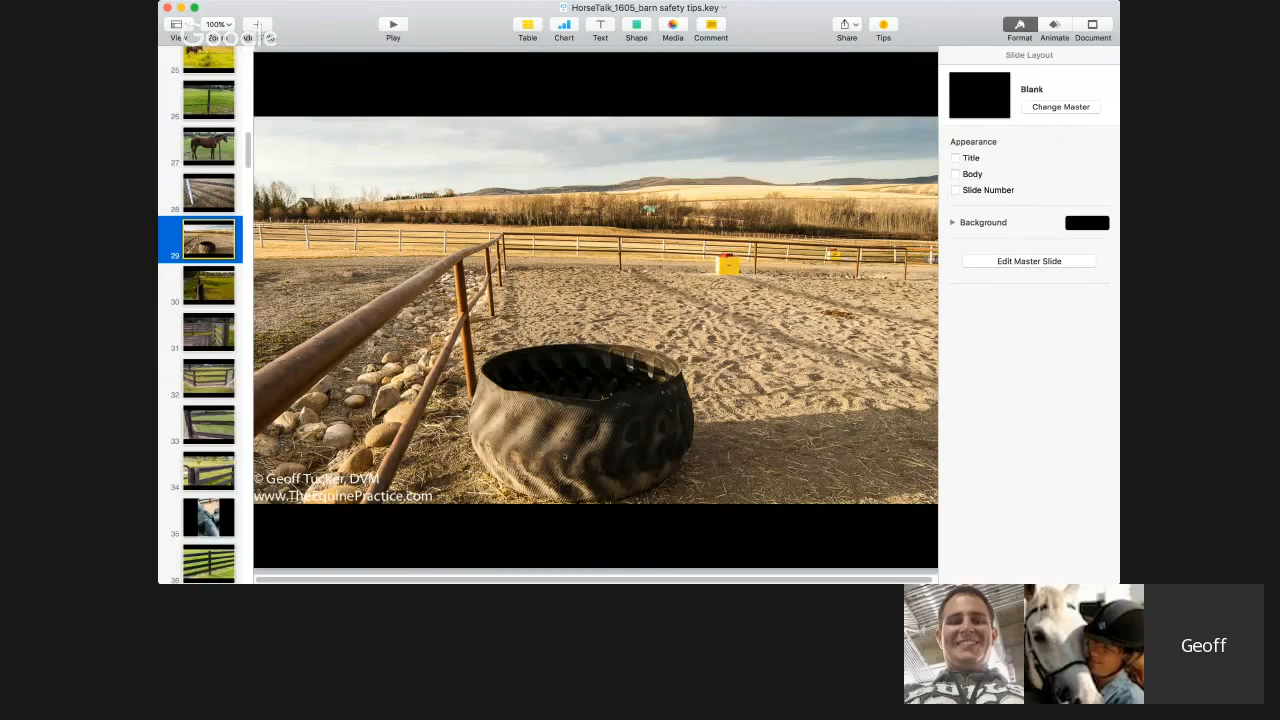 HorseTalk_1605_barn safety tips.key
View
100%
Zoom
Google
Play
Table
Chart
Text
Shape
Media
Comment
Share
Tips
Format
Animate
Document
25
26
27
28
29
30
31
32
33
34
35
36
© Geoff Tucker, DVM
www.TheEquinePractice.com
Slide Layout
Blank
Change Master
Appearance
Title
Body
Slide Number
Background
Edit Master Slide
Geoff